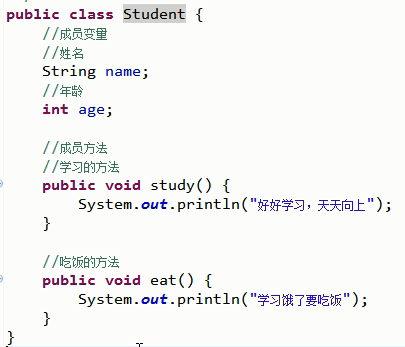 public class Student {
//成员变量
//姓名
String name;
//年龄
int age;
//成员方法
//学习的方法
public void study() {
System.out.println("好好学习，天天向上");
}
//吃饭的方法
public void eat() {
System.out.println("学习饿了要吃饭");
}
}